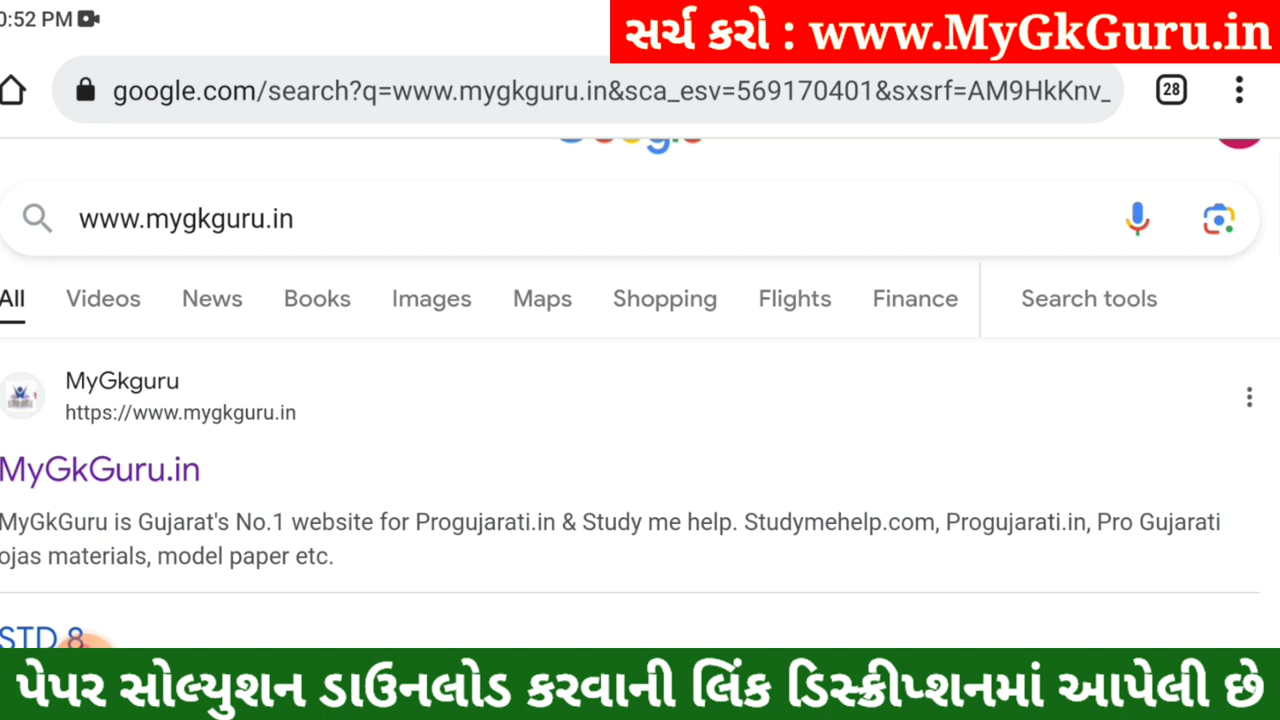 0:52 PM
સર્ચ કરો : www.MyGkGuru.in
google.com/search?q=www.mygkguru.in&sca_esv=569170401&sxsrf=AM9HkKnv_
28
www.mygkguru.in
All Videos News Books Images Maps Shopping Flights Finance Search tools
MyGkguru
https://www.mygkguru.in
MyGkGuru.in
MyGkGuru is Gujarat's No.1 website for Progujarati.in & Study me help. Studymehelp.com, Progujarati.in, Pro Gujarati
ojas materials, model paper etc.
STD 8
પેપર સોલ્યુશન ડાઉનલોડ કરવાની લિંક ડિસ્ક્રીપ્શનમાં આપેલી છે